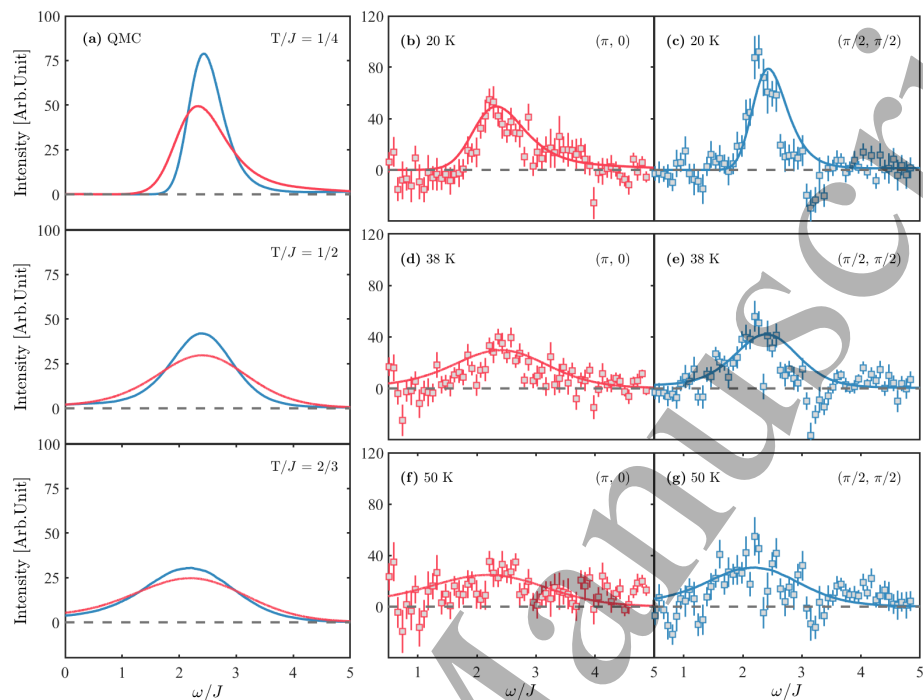 100
75
50
25
0
Intensity [Arb.Unit]
(a) QMC
T/J = 1/4
100
75
50
25
0
Intensity [Arb.Unit]
T/J = 1/2
100
75
50
25
0
Intensity [Arb.Unit]
T/J = 2/3
0 1 2 3 4 5
ω/J
120
80
40
0
(b) 20 K (π, 0)
(c) 20 K (π/2, π/2)
120
80
40
0
(d) 38 K (π, 0)
(e) 38 K (π/2, π/2)
120
80
40
0
(f) 50 K (π, 0)
(g) 50 K (π/2, π/2)
1 2 3 4 5 1 2 3 4 5
ω/J ω/J
Manuscri